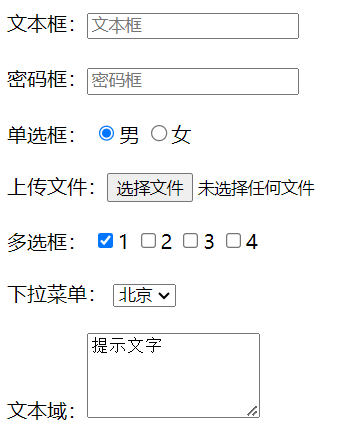 文本框：文本框
密码框：密码框
单选框： 男 女
上传文件：选择文件 未选择任何文件
多选框： 1 2 3 4
下拉菜单： 北京
提示文字
文本域：